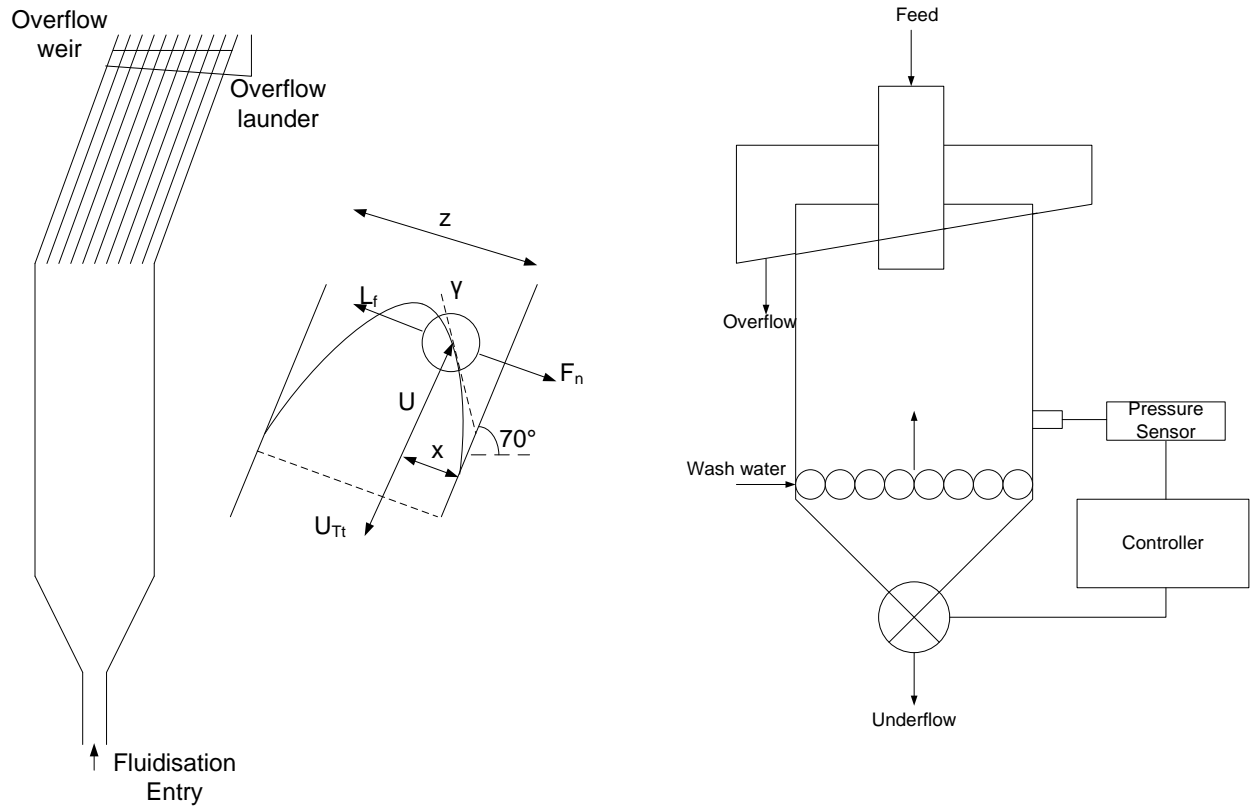 Overflow
weir
Overflow
launder
z
γ
Lf
Fn
U
70°
x
UTt
Fluidisation
Entry
Feed
Overflow
Pressure
Sensor
Wash water
Controller
Underflow